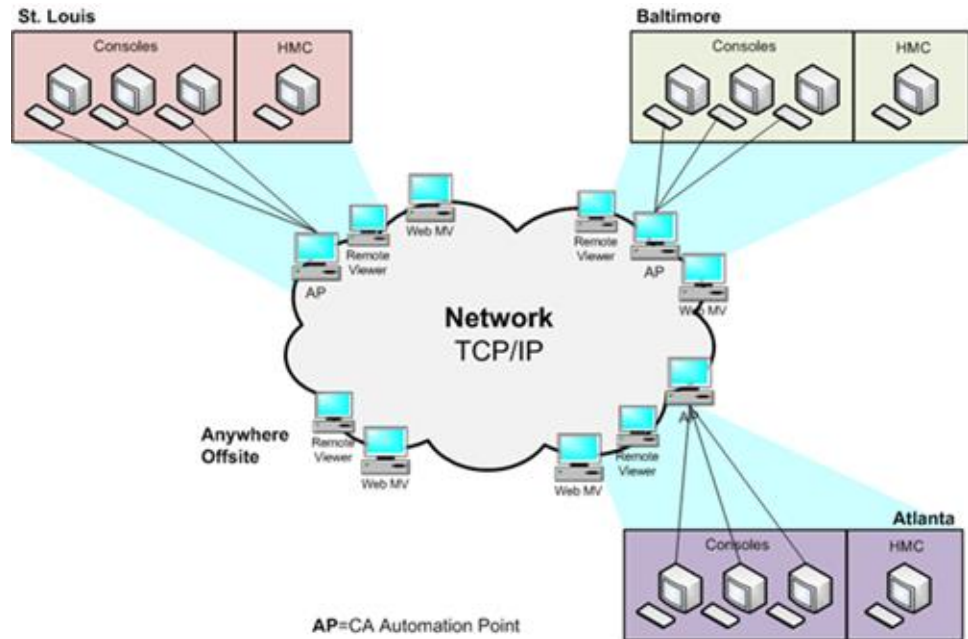 St. Louis
Consoles
HMC
Baltimore
Consoles
HMC
Web MV
Remote
Viewer
AP
Remote
Viewer
AP
Web MV
Network
TCP/IP
AP
Anywhere
Offsite
Remote
Viewer
Web MV
Remote
Viewer
Web MV
Atlanta
Consoles
HMC
AP=CA Automation Point